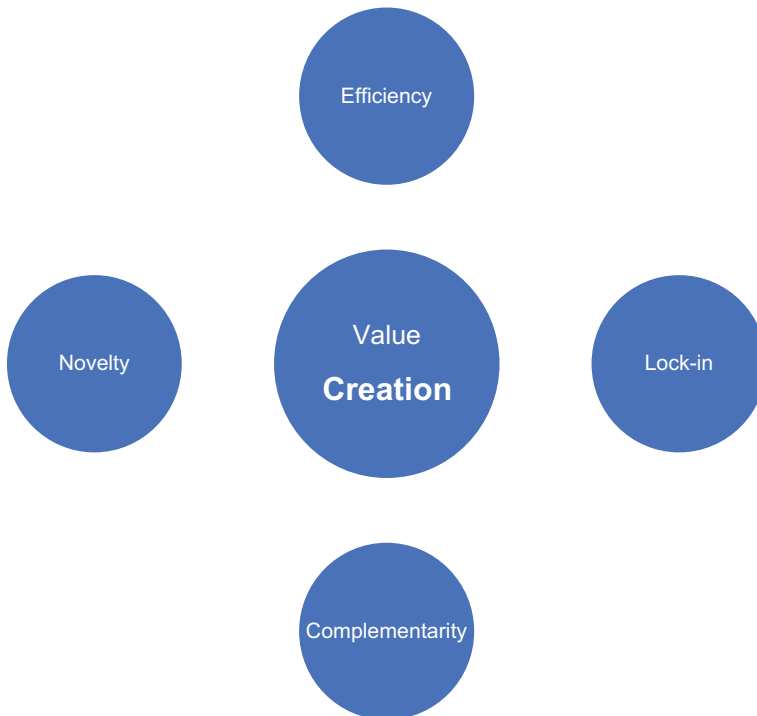 Efficiency
Novelty
Value
Creation
Lock-in
Complementarity